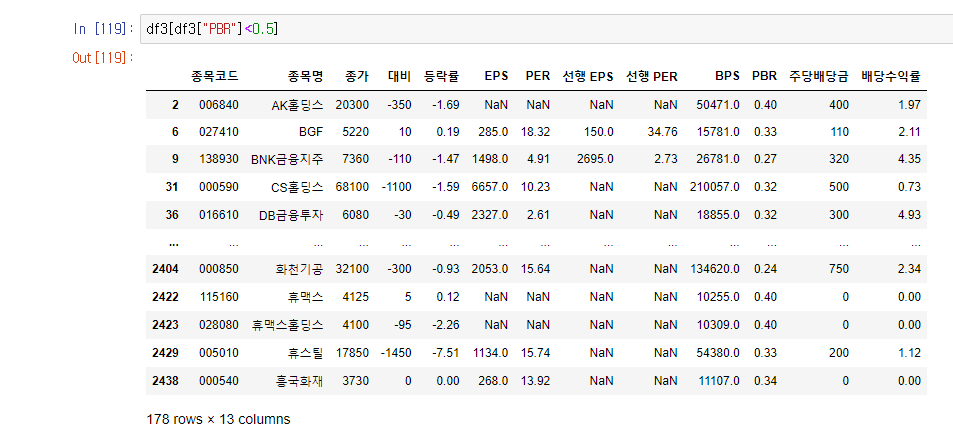 In [119]: df3[df3["PBR"]<0.5]
Out[119]:
종목코드 종목명 종가 대비 등락률 EPS PER 선행 EPS 선행 PER BPS PBR 주당배당금 배당수익률
2 006840 AK홀딩스 20300 -350 -1.69 NaN NaN NaN NaN 50471.0 0.40 400 1.97
6 027410 BGF 5220 10 0.19 285.0 18.32 150.0 34.76 15781.0 0.33 110 2.11
9 138930 BNK금융지주 7360 -110 -1.47 1498.0 4.91 2695.0 2.73 26781.0 0.27 320 4.35
31 000590 CS홀딩스 68100 -1100 -1.59 6657.0 10.23 NaN NaN 210057.0 0.32 500 0.73
36 016610 DB금융투자 6080 -30 -0.49 2327.0 2.61 NaN NaN 18855.0 0.32 300 4.93
... ... ... ... ... ... ... ... ... ... ... ... ... ...
2404 000850 화천기공 32100 -300 -0.93 2053.0 15.64 NaN NaN 134620.0 0.24 750 2.34
2422 115160 휴맥스 4125 5 0.12 NaN NaN NaN NaN 10255.0 0.40 0 0.00
2423 028080 휴맥스홀딩스 4100 -95 -2.26 NaN NaN NaN NaN 10309.0 0.40 0 0.00
2429 005010 휴스틸 17850 -1450 -7.51 1134.0 15.74 NaN NaN 54380.0 0.33 200 1.12
2438 000540 흥국화재 3730 0 0.00 268.0 13.92 NaN NaN 11107.0 0.34 0 0.00
178 rows × 13 columns